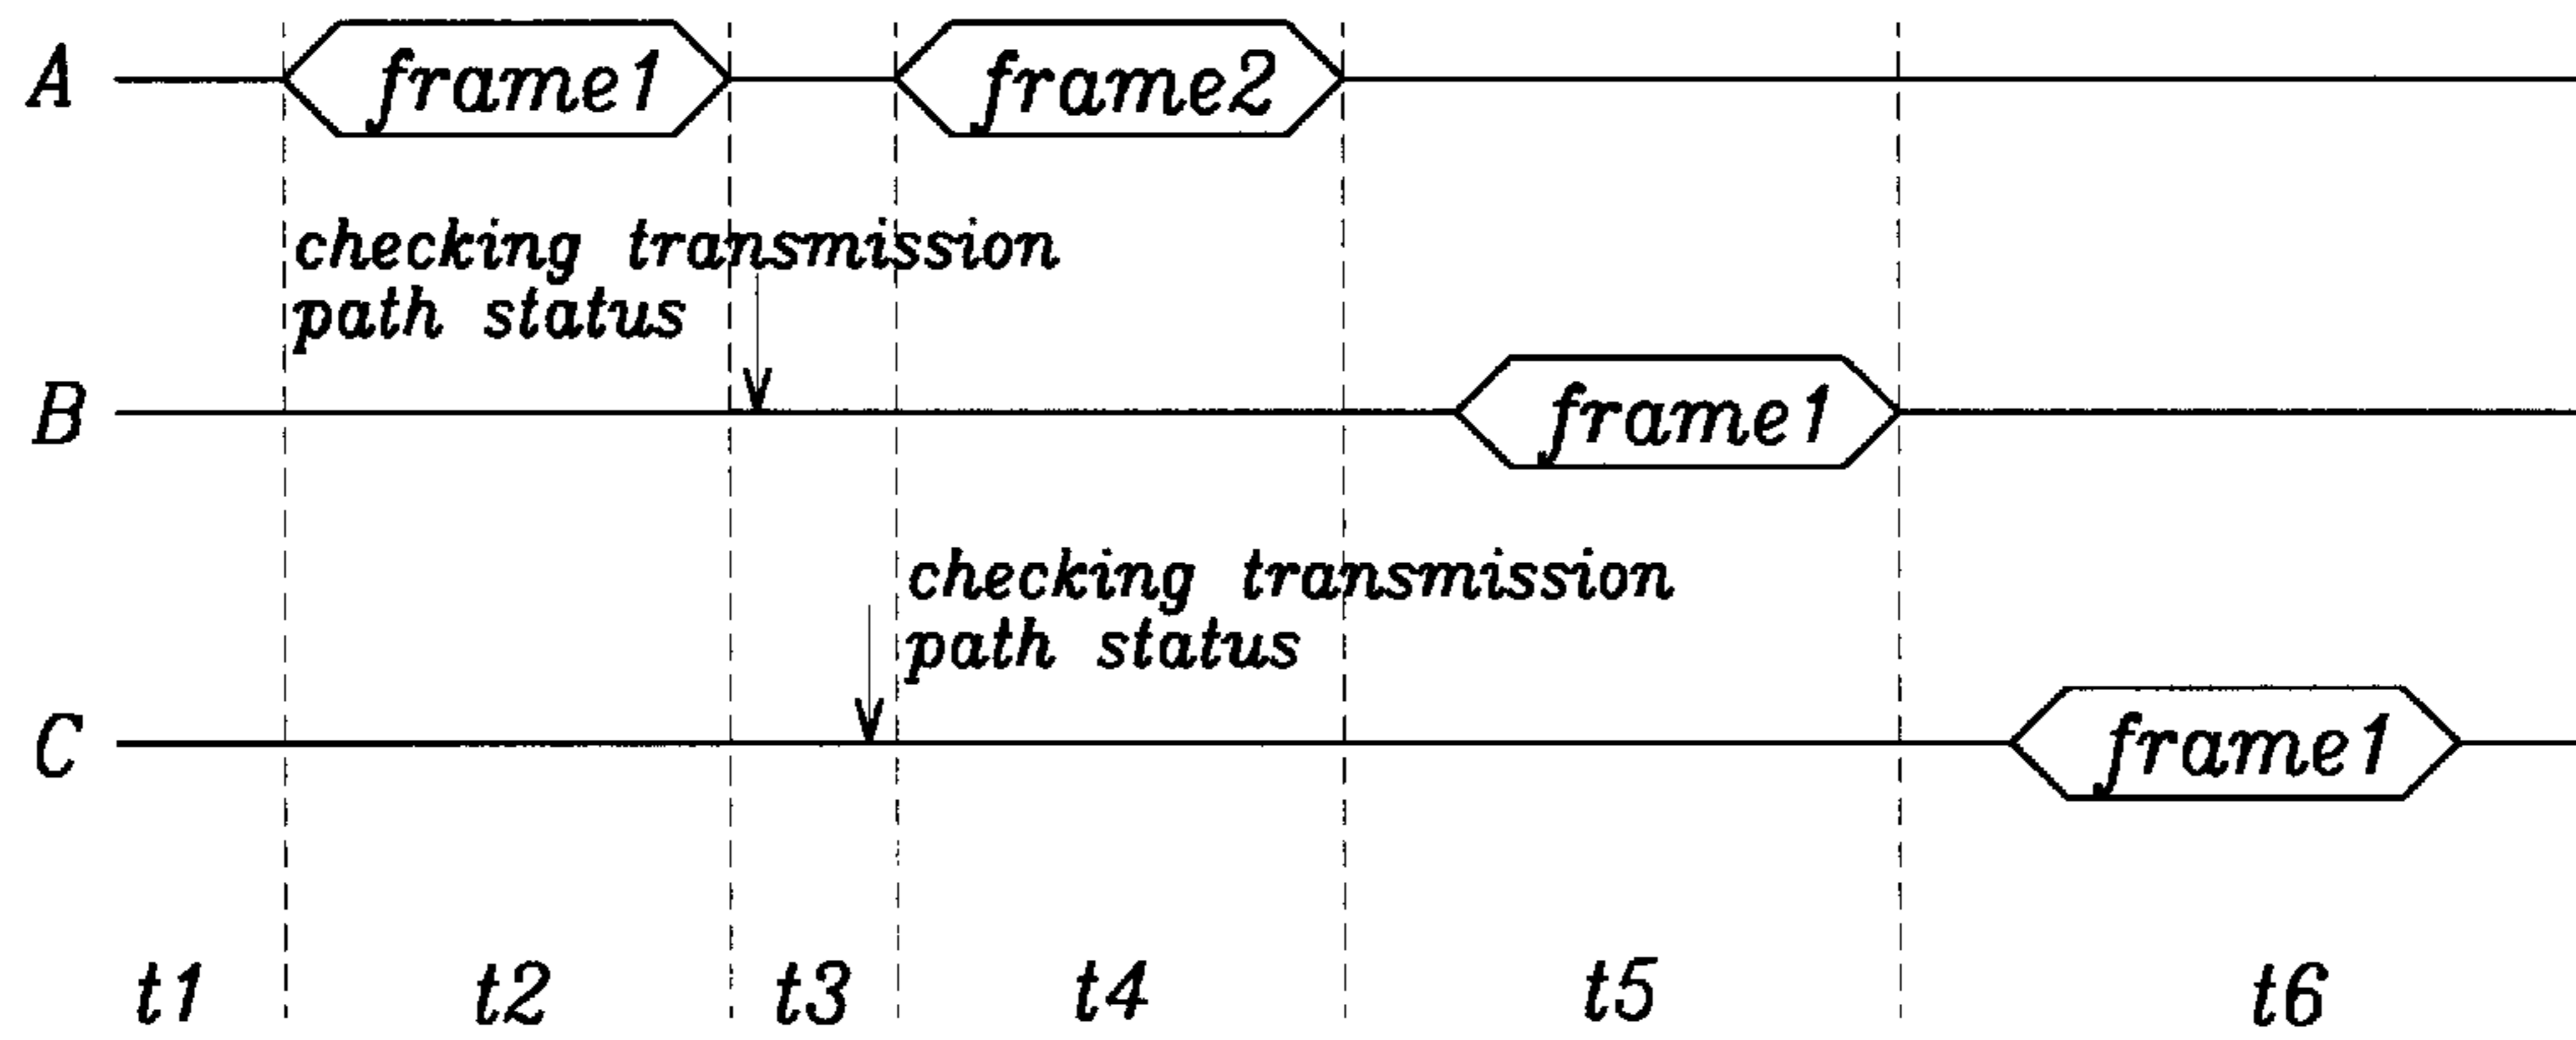 A frame1 frame2
checking transmission
path status
B frame1
checking transmission
path status
C frame1
t1 t2 t3 t4 t5 t6